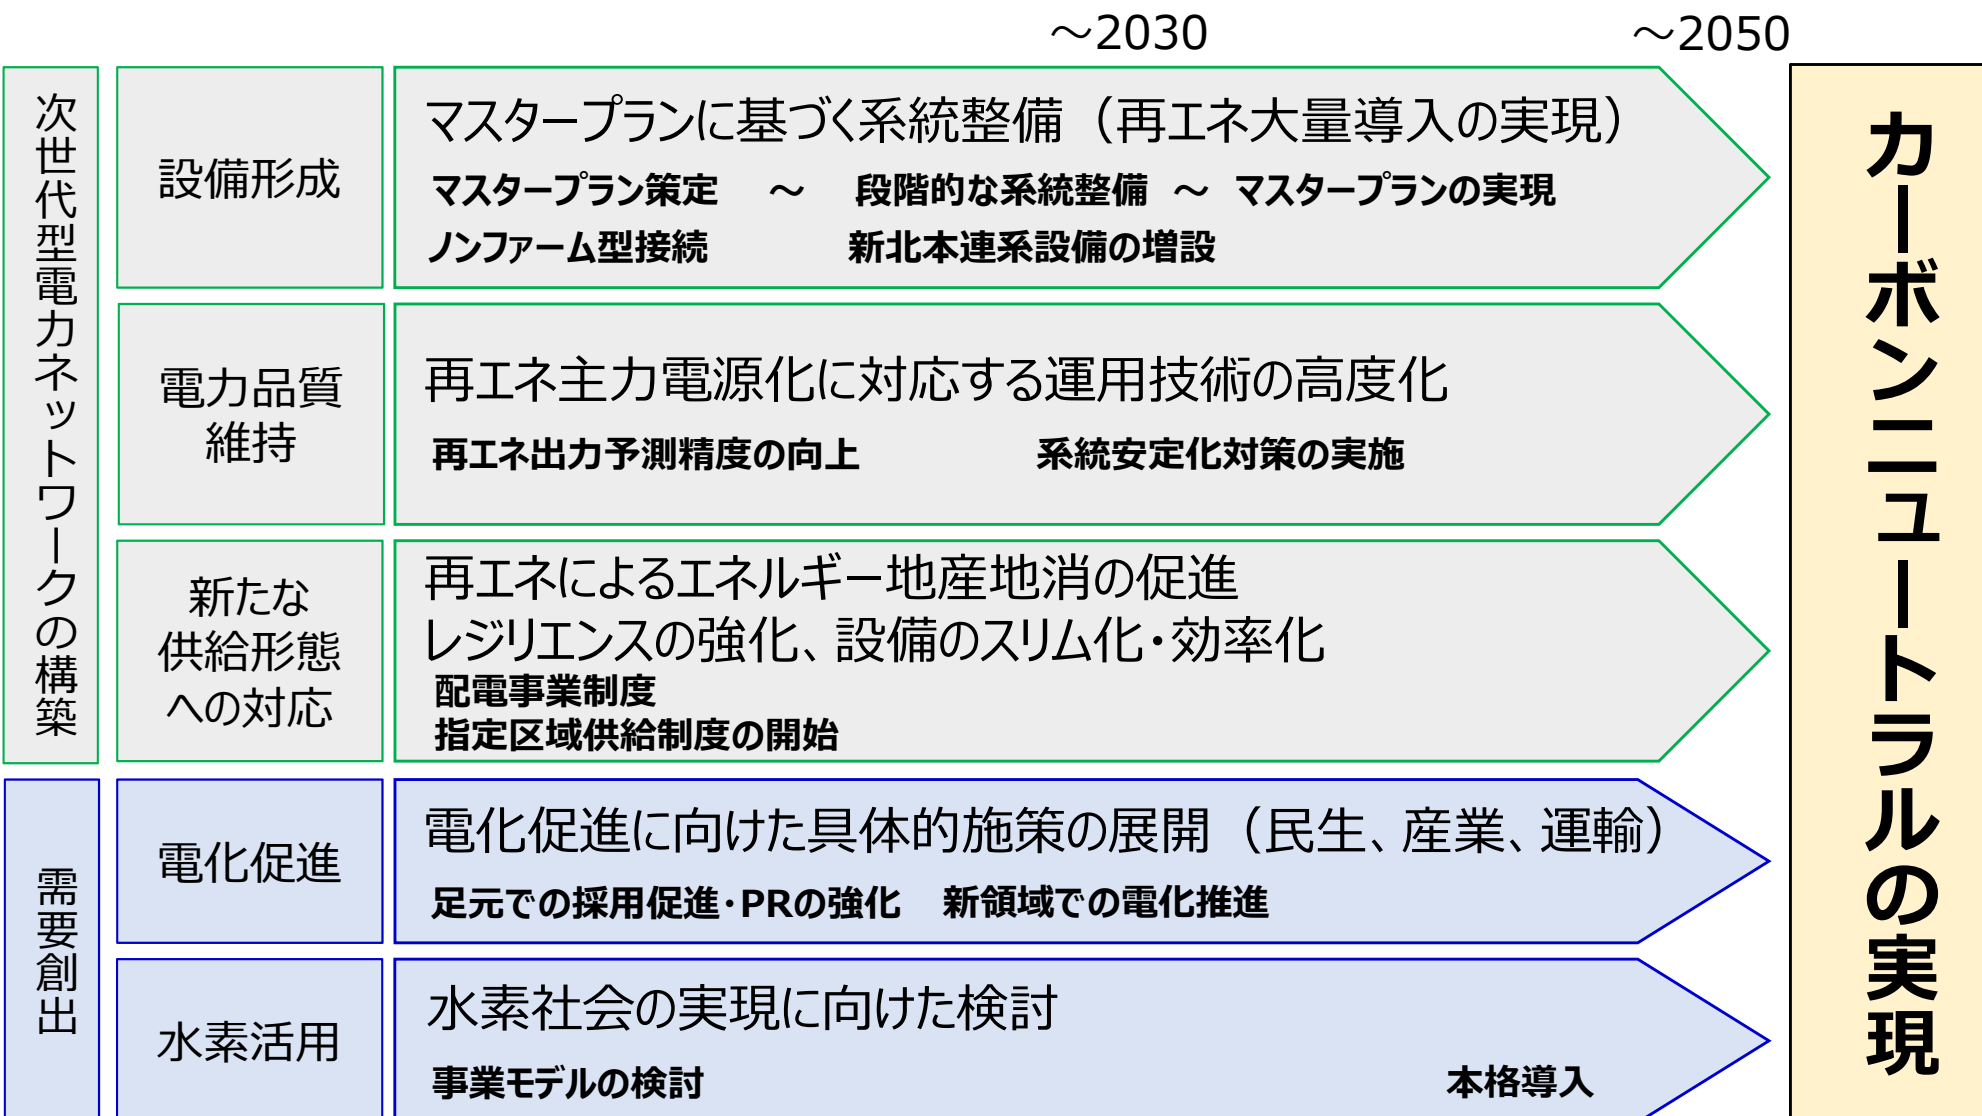 ～2030
～2050
次世代型電力ネットワークの構築
設備形成
マスタープランに基づく系統整備（再エネ大量導入の実現）
マスタープラン策定　～　段階的な系統整備　～　マスタープランの実現
ノンファーム型接続　新北本連系設備の増設
電力品質
維持
再エネ主力電源化に対応する運用技術の高度化
再エネ出力予測精度の向上　系統安定化対策の実施
新たな
供給形態
への対応
再エネによるエネルギー地産地消の促進
レジリエンスの強化、設備のスリム化・効率化
配電事業制度
指定区域供給制度の開始
需要創出
電化促進
電化促進に向けた具体的施策の展開（民生、産業、運輸）
足元での採用促進・PRの強化　新領域での電化推進
水素活用
水素社会の実現に向けた検討
事業モデルの検討　本格導入
カーボンニュートラルの実現